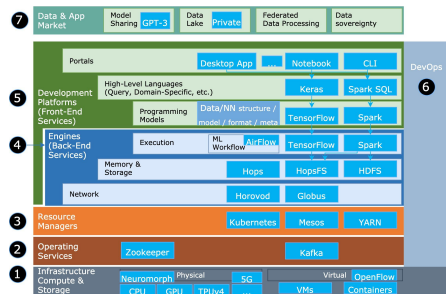 7
Data & App
Market
Model
Sharing
GPT-3
Data
Lake
Private
Federated
Data Processing
Data
sovereignty
DevOps
6
5
Development
Platforms
(Front-End
Services)
Portals
Desktop App
...
Notebook
CLI
High-Level Languages
(Query, Domain-Specific, etc.)
Keras
Spark SQL
Programming
Models
Data/NN structure /
model / format / meta
TensorFlow
Spark
4
Engines
(Back-End
Services)
Execution
ML
Workflow
AirFlow
TensorFlow
Spark
Memory &
Storage
Hops
HopsFS
HDFS
Network
Horovod
Globus
3
Resource
Managers
Kubernetes
Mesos
YARN
2
Operating
Services
Zookeeper
Kafka
1
Infrastructure
Compute &
Storage
Neuromorph
Physical
5G
CPU
GPU
TPUv4
...
Virtual
OpenFlow
VMs
Containers